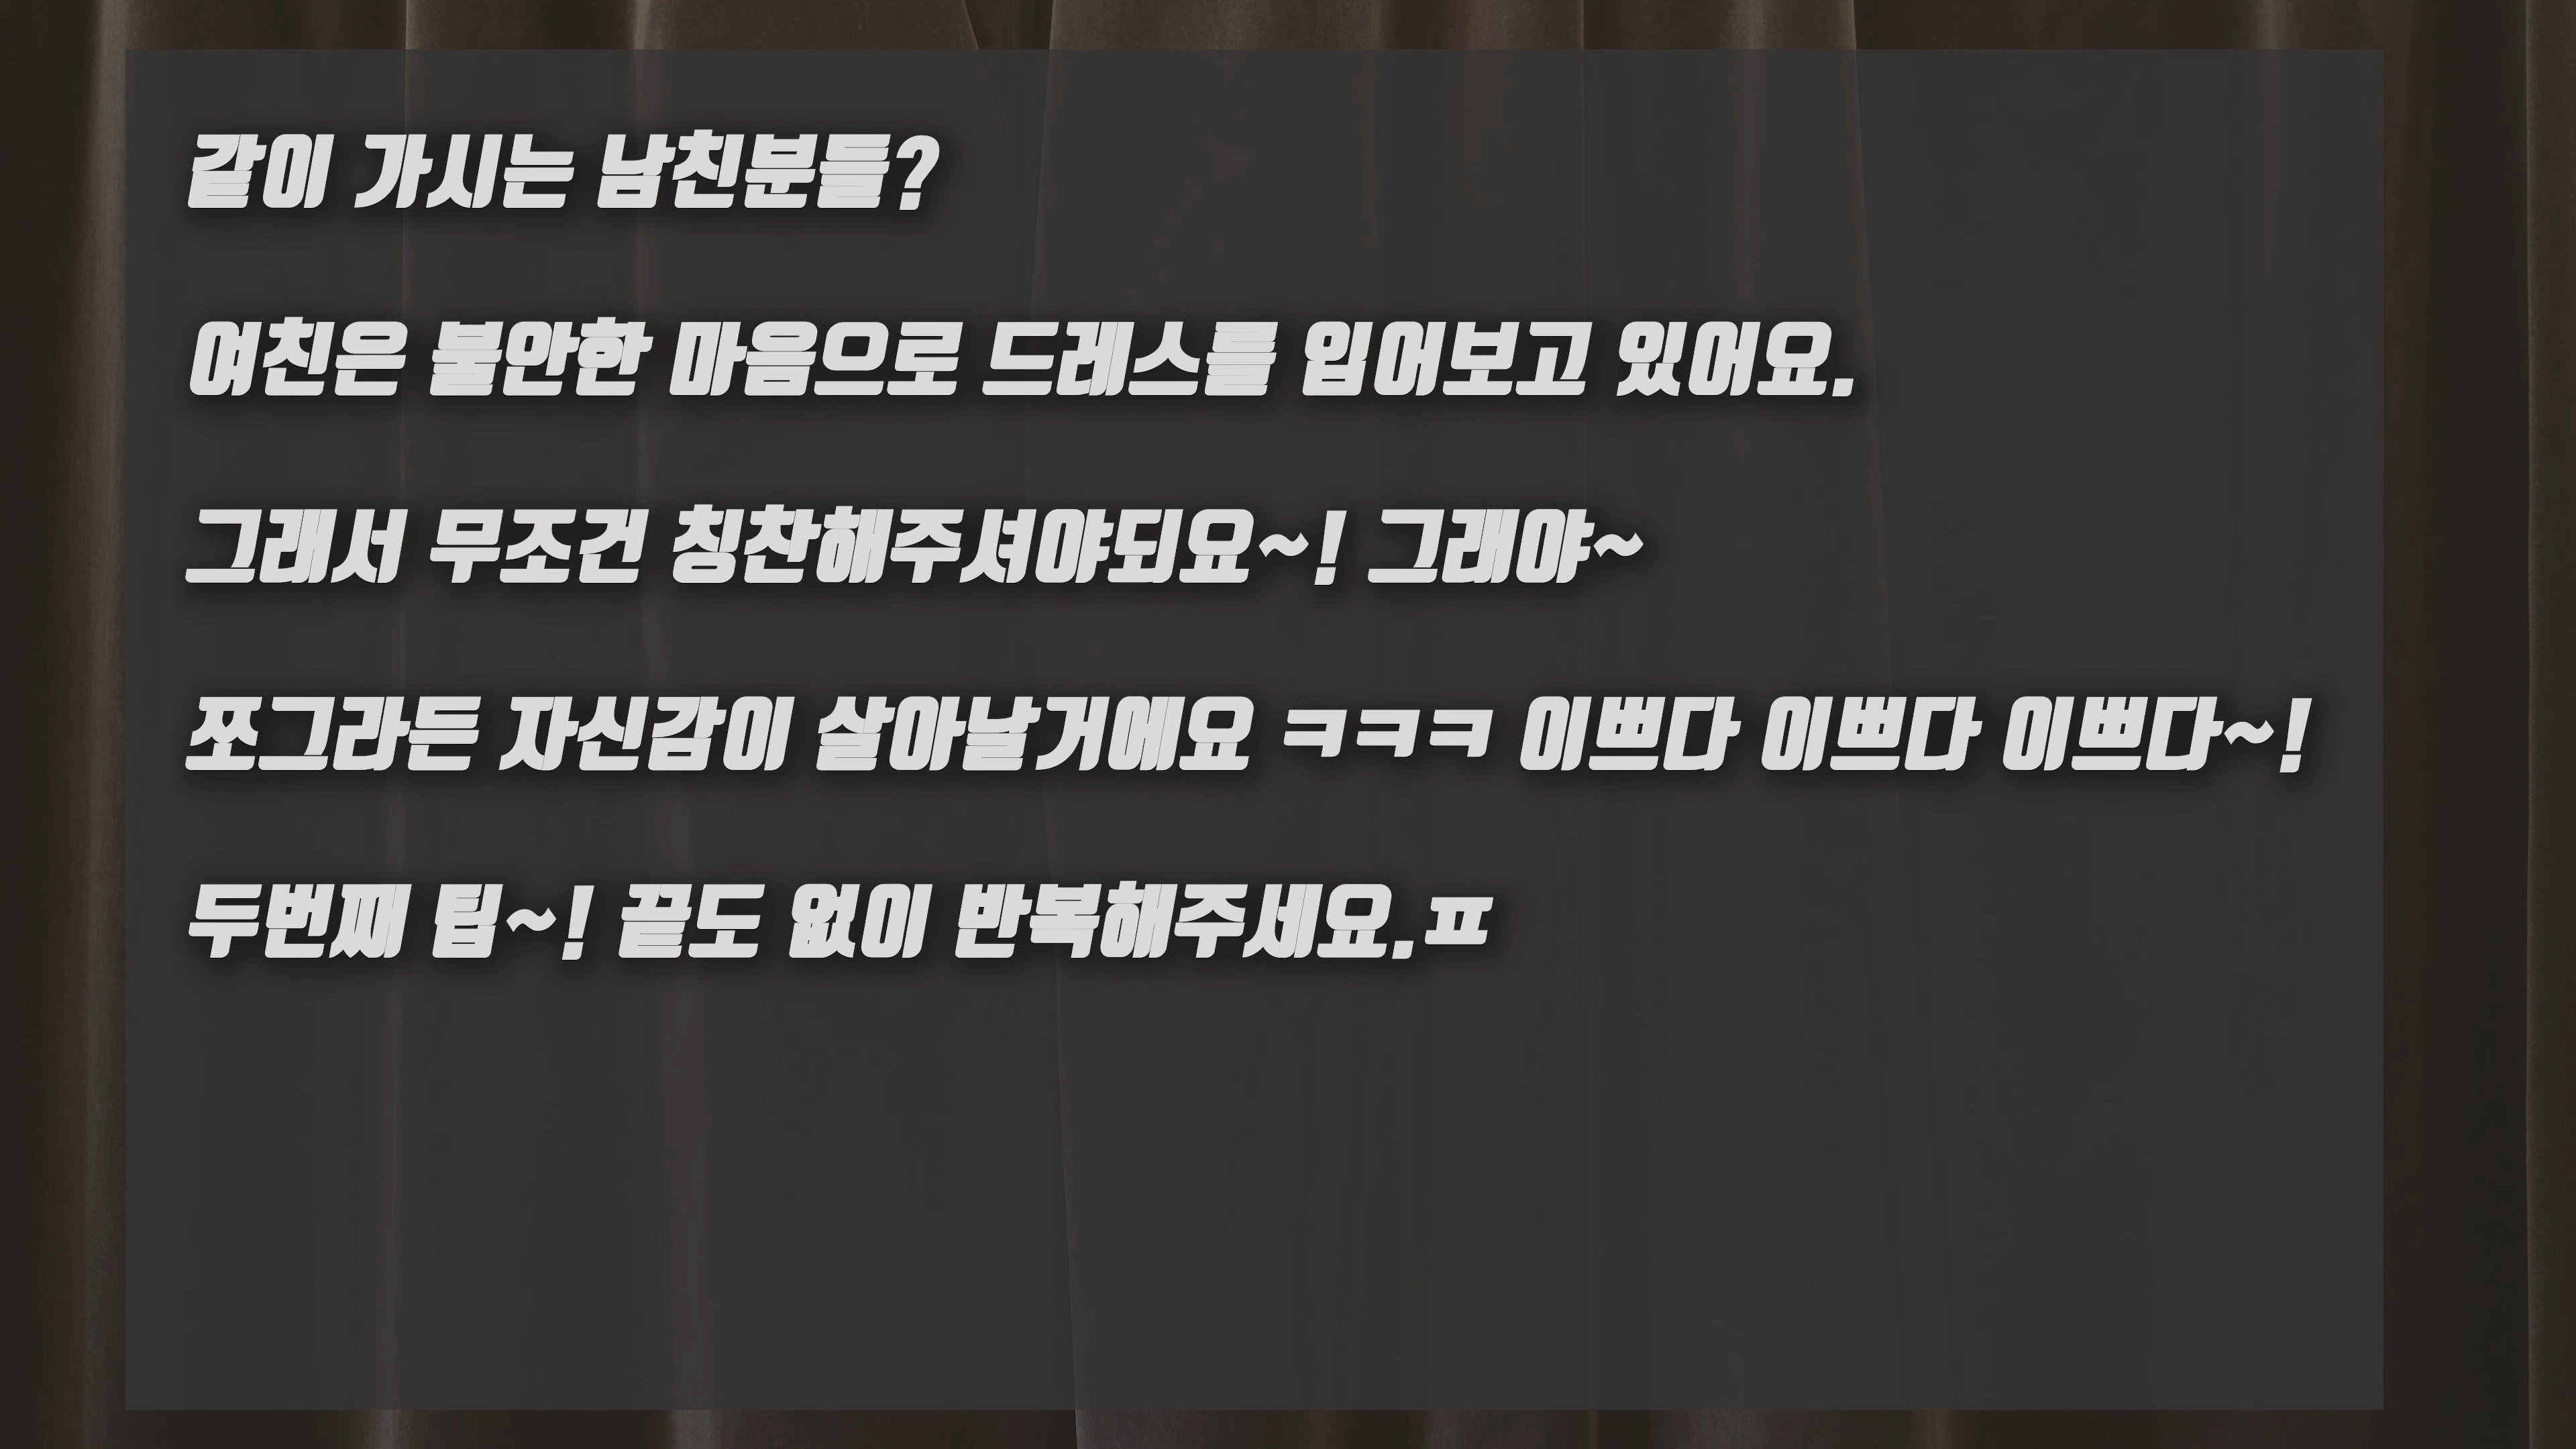 같이 가시는 남친분들?
여친은 불안한 마음으로 드레스를 입어보고 있어요.
그래서 무조건 칭찬해주셔야되요~! 그래야~
쪼그라든 자신감이 살아날거에요 ㅋㅋㅋ 이쁘다 이쁘다 이쁘다~!
두번째 팁~! 끝도 없이 반복해주세요.ㅍ